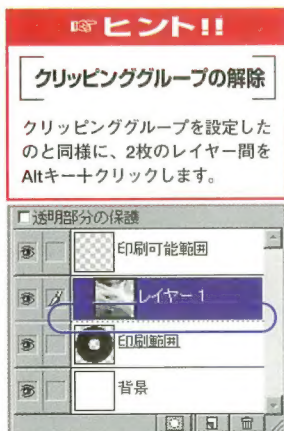 ☞ ヒント!!
クリッピンググループの解除
クリッピンググループを設定した
のと同様に、2枚のレイヤー間を
Altキー＋クリックします。
透明部分の保護
印刷可能範囲
レイヤー 1
印刷範囲
背景